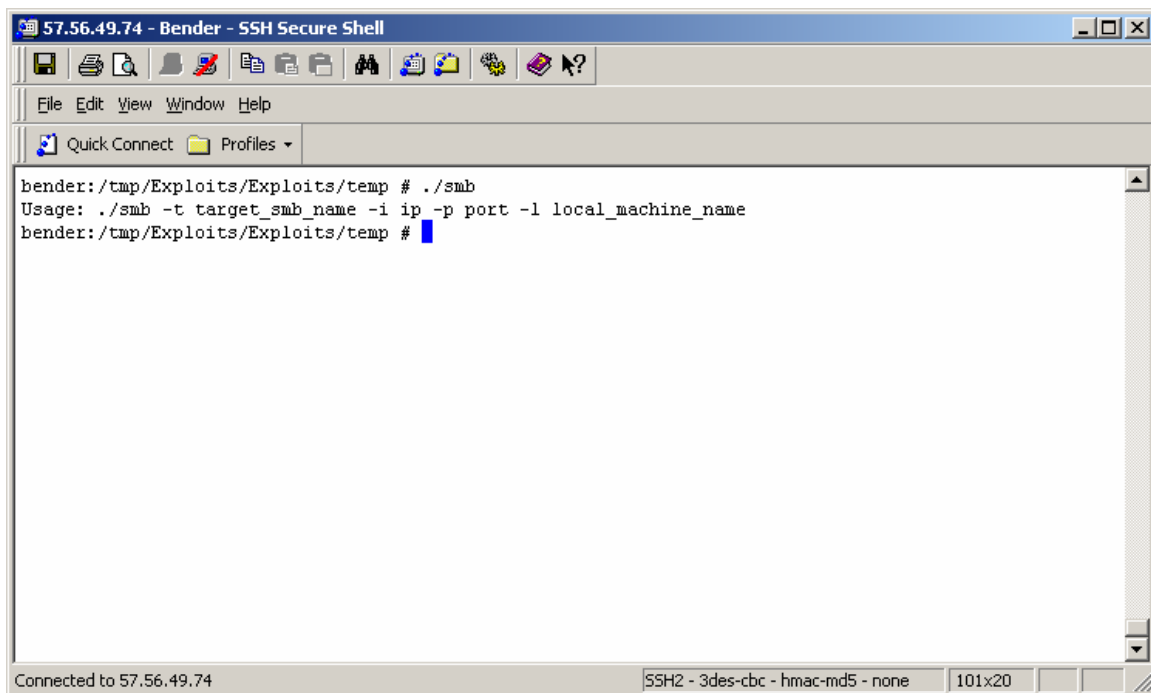 57.56.49.74 - Bender - SSH Secure Shell
File Edit View Window Help
Quick Connect Profiles
bender:/tmp/Exploits/Exploits/temp # ./smb
Usage: ./smb -t target_smb_name -i ip -p port -l local_machine_name
bender:/tmp/Exploits/Exploits/temp #
Connected to 57.56.49.74 SSH2 - 3des-cbc - hmac-md5 - none 101x20